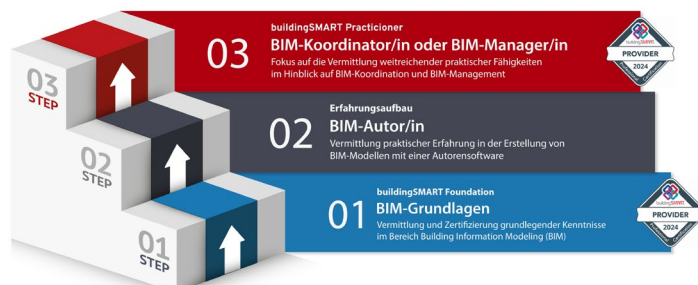 buildingSMART Practicioner
03
BIM-Koordinator/in oder BIM-Manager/in
Fokus auf die Vermittlung weitreichender praktischer Fähigkeiten
im Hinblick auf BIM-Koordination und BIM-Management
buildingSMART
PROVIDER
2024
03
STEP
Erfahrungsaufbau
02
BIM-Autor/in
Vermittlung praktischer Erfahrung in der Erstellung von
BIM-Modellen mit einer Autorensoftware
02
STEP
buildingSMART Foundation
01
BIM-Grundlagen
Vermittlung und Zertifizierung grundlegender Kenntnisse
im Bereich Building Information Modeling (BIM)
buildingSMART
PROVIDER
2024
01
STEP